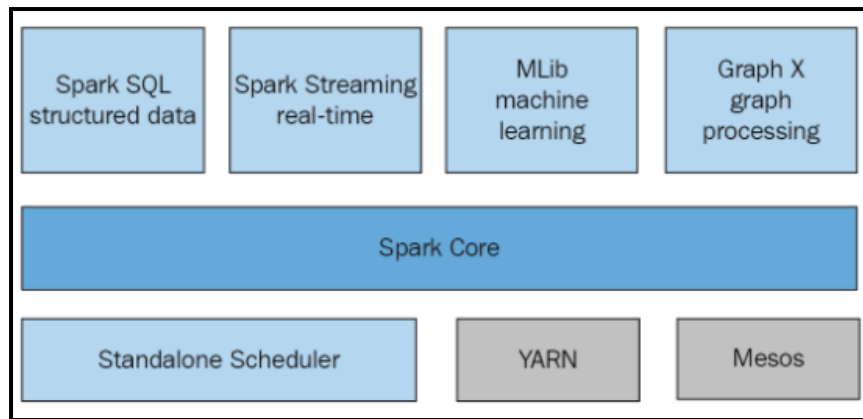 Spark SQL
structured data
Spark Streaming
real-time
MLib
machine
learning
Graph X
graph
processing
Spark Core
Standalone Scheduler
YARN
Mesos